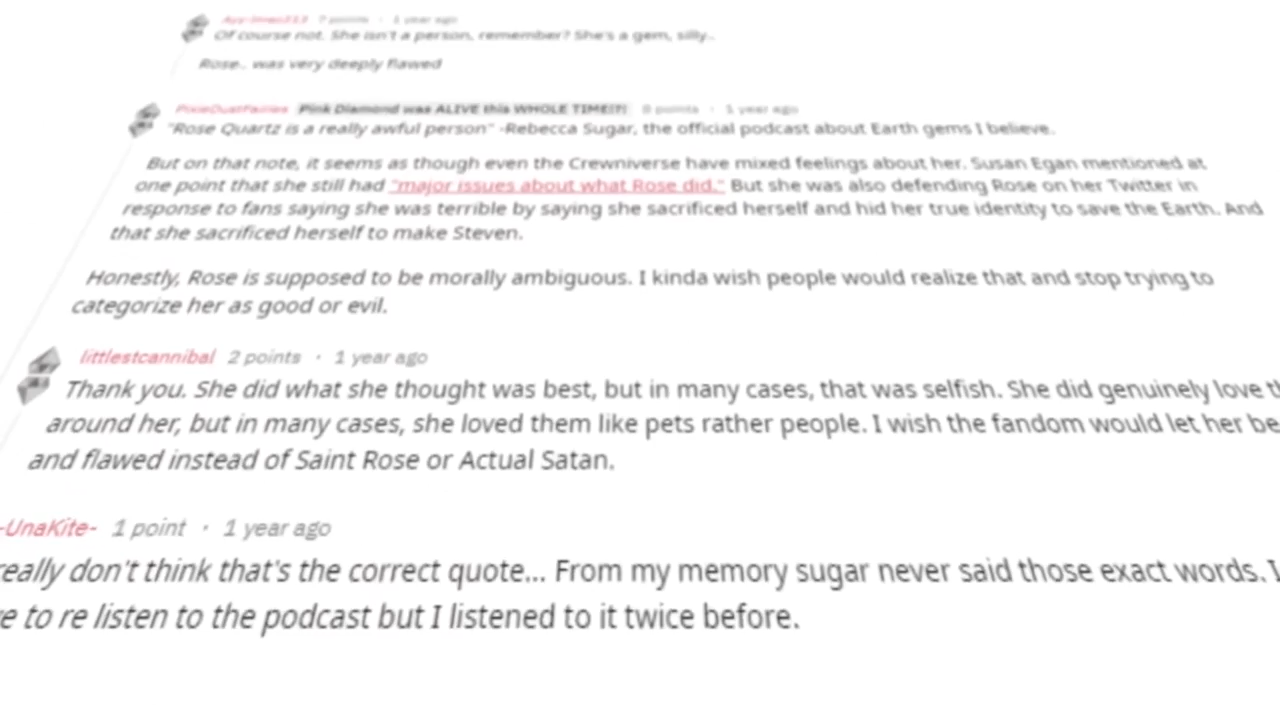 7 points · 1 year ago
Of course not. She isn't a person, remember? She's a gem, silly..
Rose.. was very deeply flawed
PixieDustFairies Pink Diamond was ALIVE this WHOLE TIME!?! 8 points · 1 year ago
"Rose Quartz is a really awful person" -Rebecca Sugar, the official podcast about Earth gems I believe.
But on that note, it seems as though even the Crewniverse have mixed feelings about her. Susan Egan mentioned at
one point that she still had "major issues about what Rose did." But she was also defending Rose on her Twitter in
response to fans saying she was terrible by saying she sacrificed herself and hid her true identity to save the Earth. And
that she sacrificed herself to make Steven.
Honestly, Rose is supposed to be morally ambiguous. I kinda wish people would realize that and stop trying to
categorize her as good or evil.
littlestcannibal 2 points · 1 year ago
Thank you. She did what she thought was best, but in many cases, that was selfish. She did genuinely love th
around her, but in many cases, she loved them like pets rather people. I wish the fandom would let her be
and flawed instead of Saint Rose or Actual Satan.
-UnaKite- 1 point · 1 year ago
really don't think that's the correct quote... From my memory sugar never said those exact words. I
e to re listen to the podcast but I listened to it twice before.